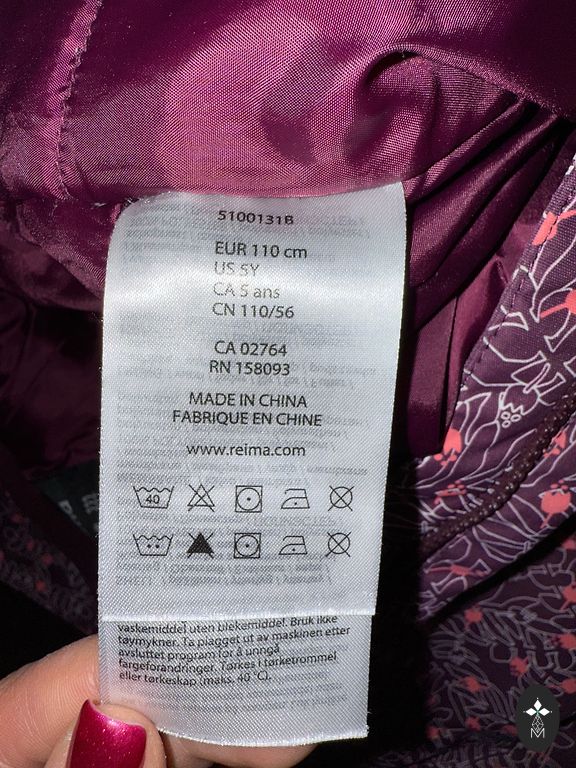 5100131B
EUR 110 cm
US 5Y
CA 5 ans
CN 110/56
CA 02764
RN 158093
MADE IN CHINA
FABRIQUE EN CHINE
www.reima.com
40
vaskemiddel uten blekemiddel. Bruk ikke
tøymykner. Ta plagget ut av maskinen etter
avsluttet program for å unngå
fargeforandringer. Tørkes i tørketrommel
eller tørkeskap (maks. 40 °C).
M